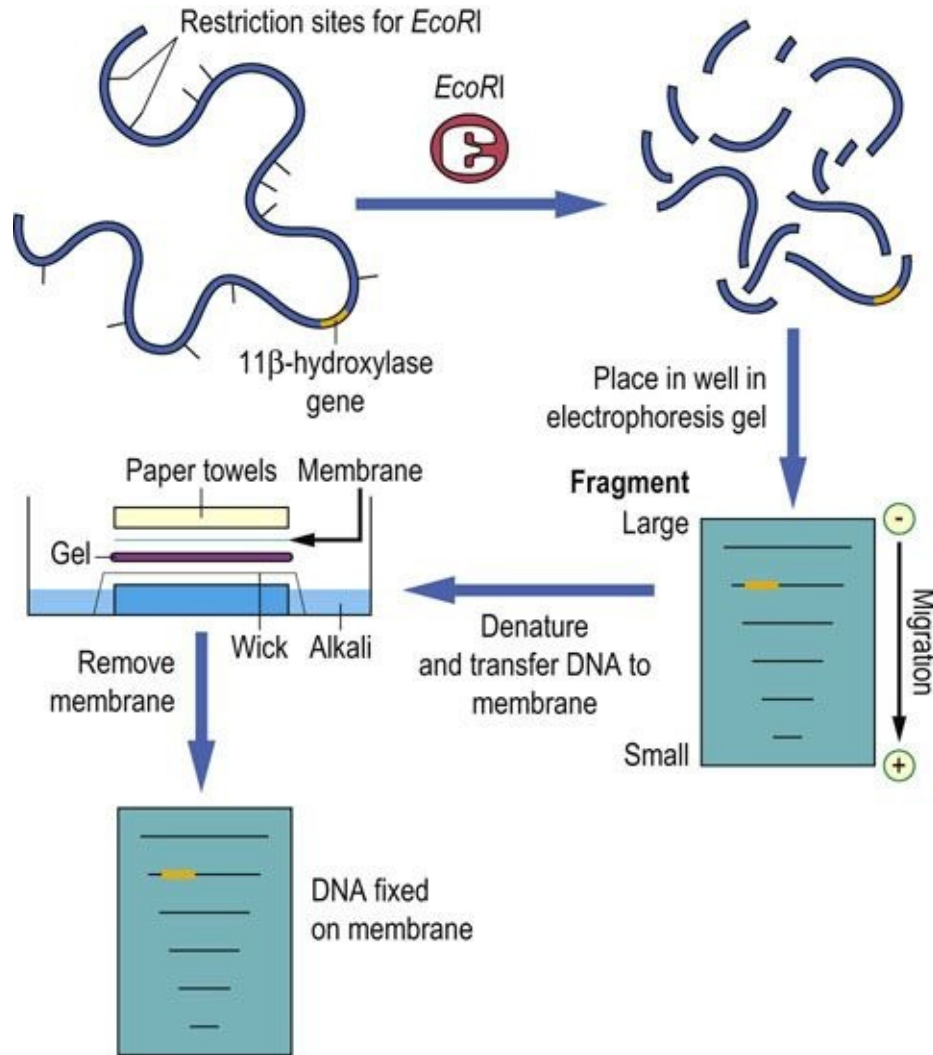 Restriction sites for EcoRI
EcoRI
11β-hydroxylase
gene
Place in well in
electrophoresis gel
Fragment
Large
-
Migration
+
Small
Paper towels
Membrane
Gel
Wick
Alkali
Denature
and transfer DNA to
membrane
Remove
membrane
DNA fixed
on membrane